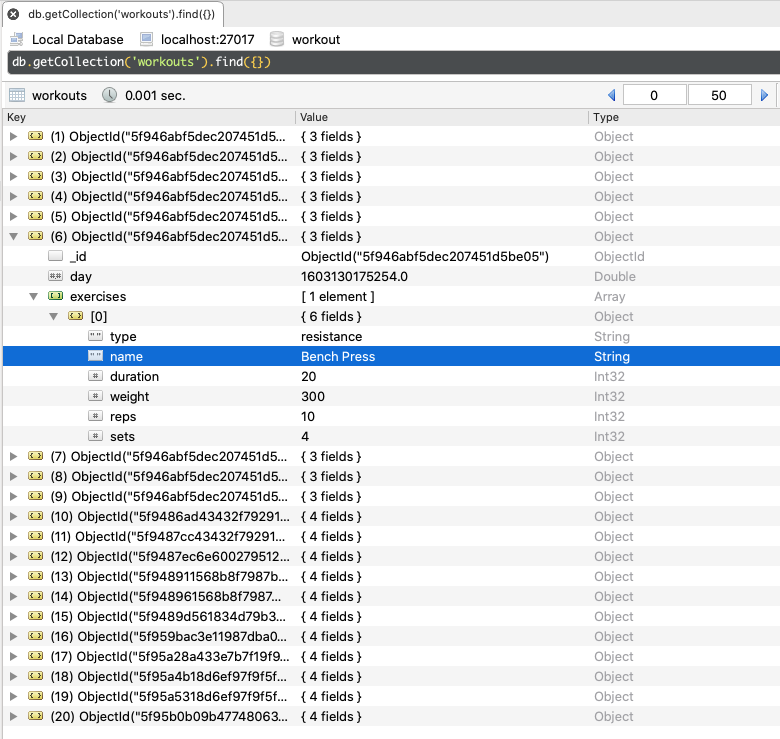 db.getCollection('workouts').find({})
Local Database localhost:27017 workout
db.getCollection('workouts').find({})
workouts 0.001 sec. 0 50
Key Value Type
(1) ObjectId("5f946abf5dec207451d5... { 3 fields } Object
(2) ObjectId("5f946abf5dec207451d5... { 3 fields } Object
(3) ObjectId("5f946abf5dec207451d5... { 3 fields } Object
(4) ObjectId("5f946abf5dec207451d5... { 3 fields } Object
(5) ObjectId("5f946abf5dec207451d5... { 3 fields } Object
(6) ObjectId("5f946abf5dec207451d5... { 3 fields } Object
_id ObjectId("5f946abf5dec207451d5be05") ObjectId
day 1603130175254.0 Double
exercises [ 1 element ] Array
[0] { 6 fields } Object
type resistance String
name Bench Press String
duration 20 Int32
weight 300 Int32
reps 10 Int32
sets 4 Int32
(7) ObjectId("5f946abf5dec207451d5... { 3 fields } Object
(8) ObjectId("5f946abf5dec207451d5... { 3 fields } Object
(9) ObjectId("5f946abf5dec207451d5... { 3 fields } Object
(10) ObjectId("5f9486ad43432f79291... { 4 fields } Object
(11) ObjectId("5f9487cc43432f79291... { 4 fields } Object
(12) ObjectId("5f9487ec6e600279512... { 4 fields } Object
(13) ObjectId("5f948911568b8f7987b... { 4 fields } Object
(14) ObjectId("5f948961568b8f7987... { 4 fields } Object
(15) ObjectId("5f9489d561834d79b3... { 4 fields } Object
(16) ObjectId("5f959bac3e11987dba0... { 4 fields } Object
(17) ObjectId("5f95a28a433e7b7f19f9... { 4 fields } Object
(18) ObjectId("5f95a4b18d6ef97f9f5f... { 4 fields } Object
(19) ObjectId("5f95a5318d6ef97f9f5f... { 4 fields } Object
(20) ObjectId("5f95b0b09b47748063... { 4 fields } Object